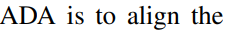 ADA is to align the